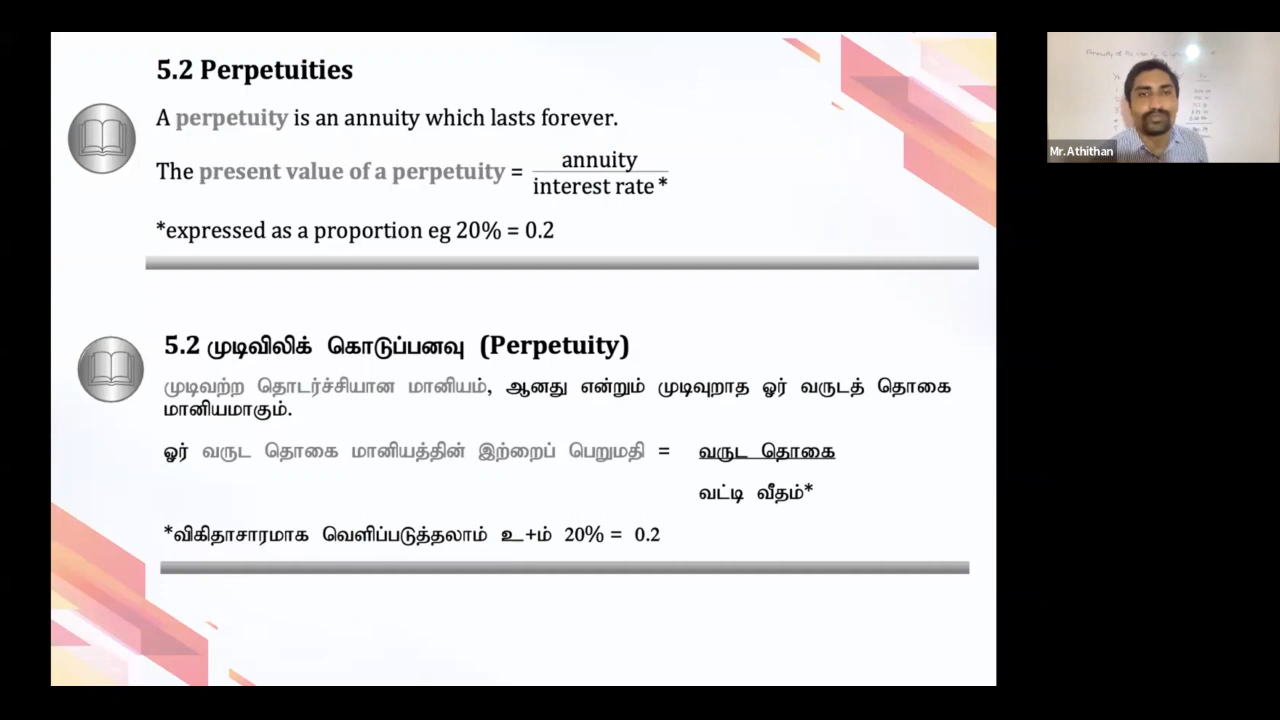 5.2 Perpetuities
A perpetuity is an annuity which lasts forever.
The present value of a perpetuity = annuity
interest rate *
*expressed as a proportion eg 20% = 0.2
5.2 முடிவிலிக் கொடுப்பனவு (Perpetuity)
முடிவற்ற தொடர்ச்சியான மானியம், ஆனது என்றும் முடிவுறாத ஓர் வருடத் தொகை
மானியமாகும்.
ஓர் வருட தொகை மானியத்தின் இற்றைப் பெறுமதி = வருட தொகை
வட்டி வீதம்*
*விகிதாசாரமாக வெளிப்படுத்தலாம் உ+ம் 20% = 0.2
Mr.Athithan